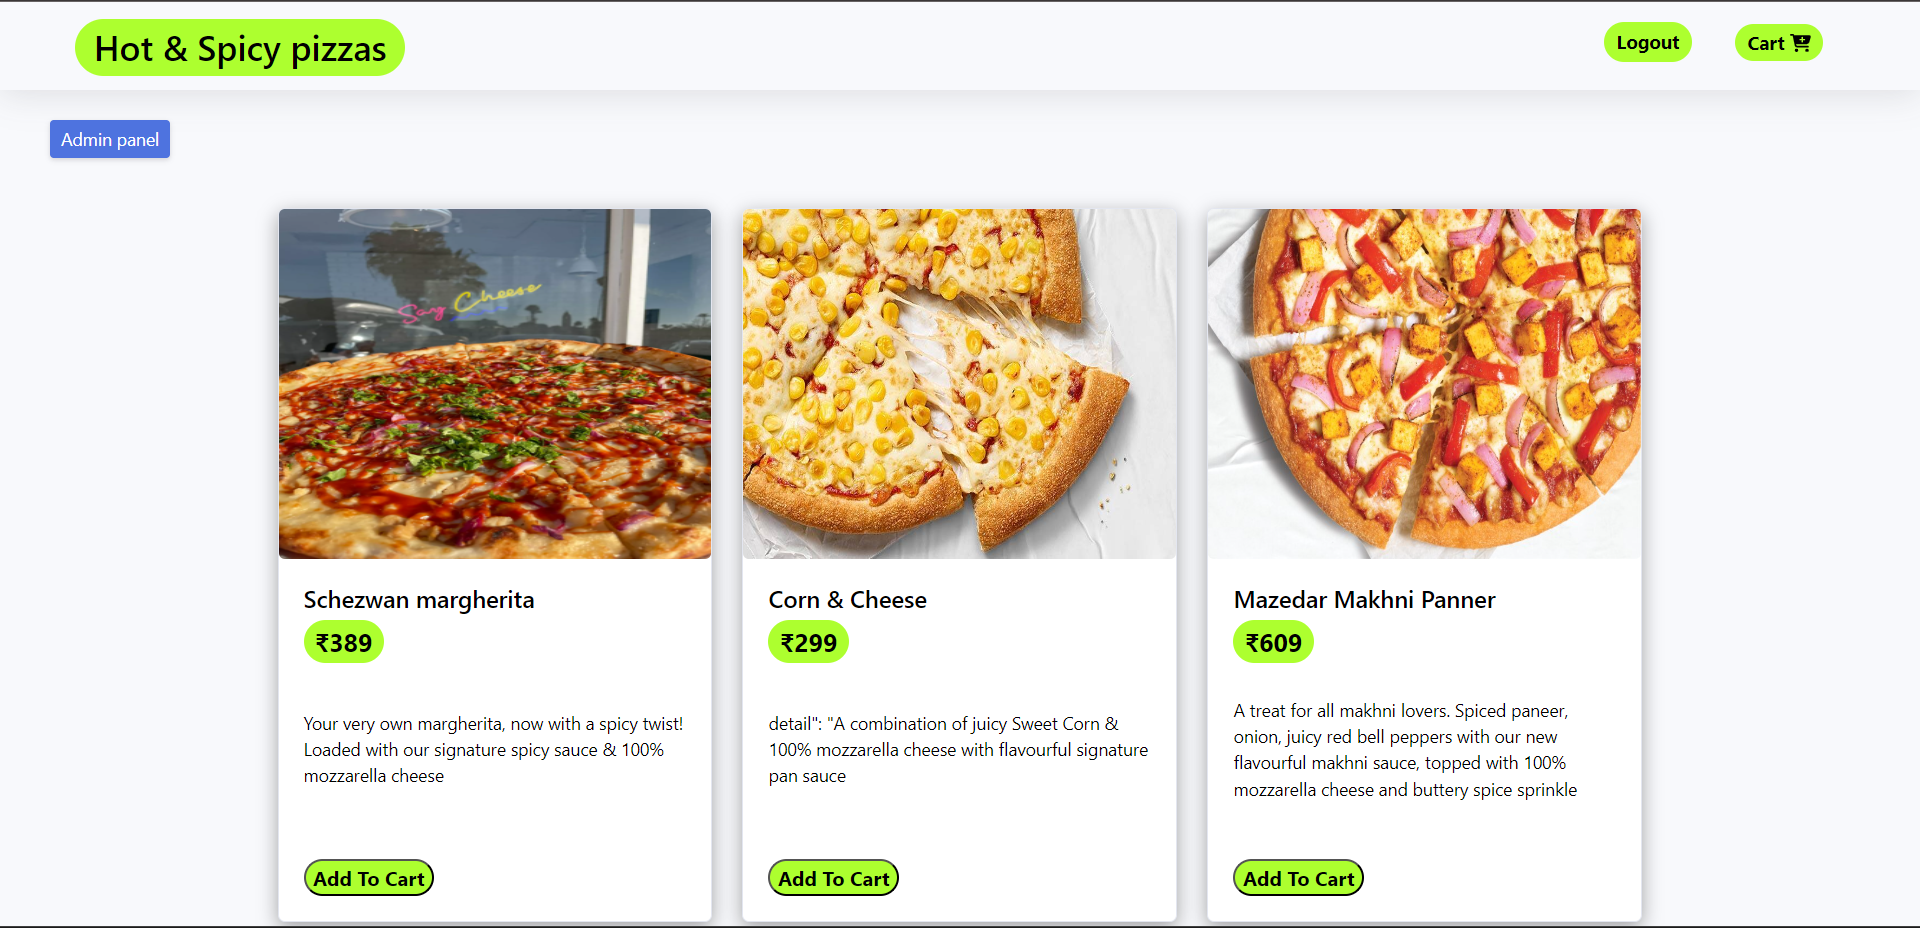 Hot & Spicy pizzas
Logout
Cart
Admin panel
Say Cheese
Schezwan margherita
₹389
Your very own margherita, now with a spicy twist!
Loaded with our signature spicy sauce & 100%
mozzarella cheese
Add To Cart
Corn & Cheese
₹299
detail": "A combination of juicy Sweet Corn &
100% mozzarella cheese with flavourful signature
pan sauce
Add To Cart
Mazedar Makhni Panner
₹609
A treat for all makhni lovers. Spiced paneer,
onion, juicy red bell peppers with our new
flavourful makhni sauce, topped with 100%
mozzarella cheese and buttery spice sprinkle
Add To Cart